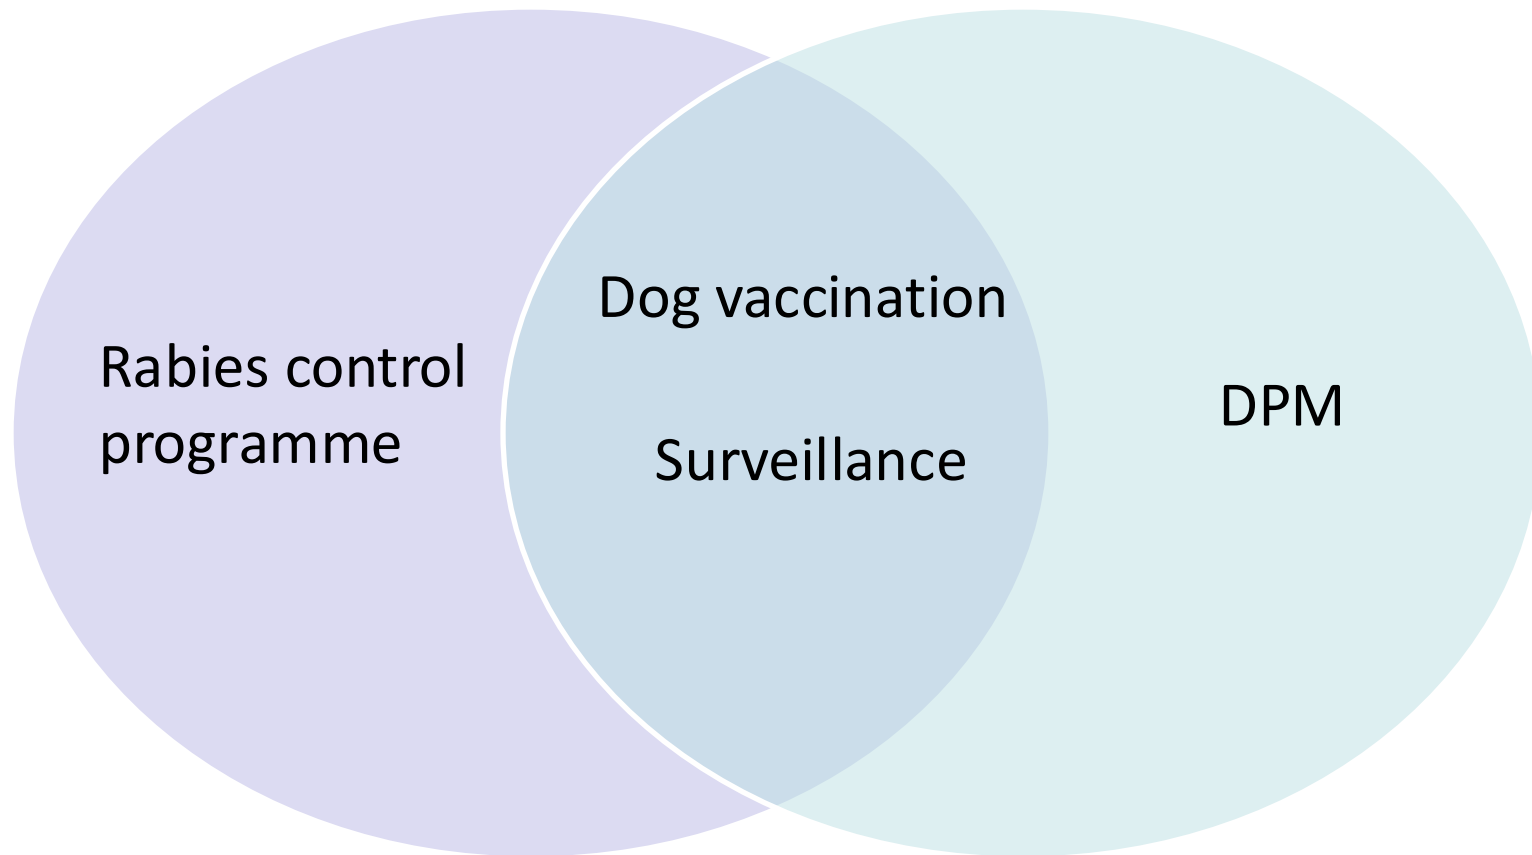 Rabies control
programme
Dog vaccination
Surveillance
DPM